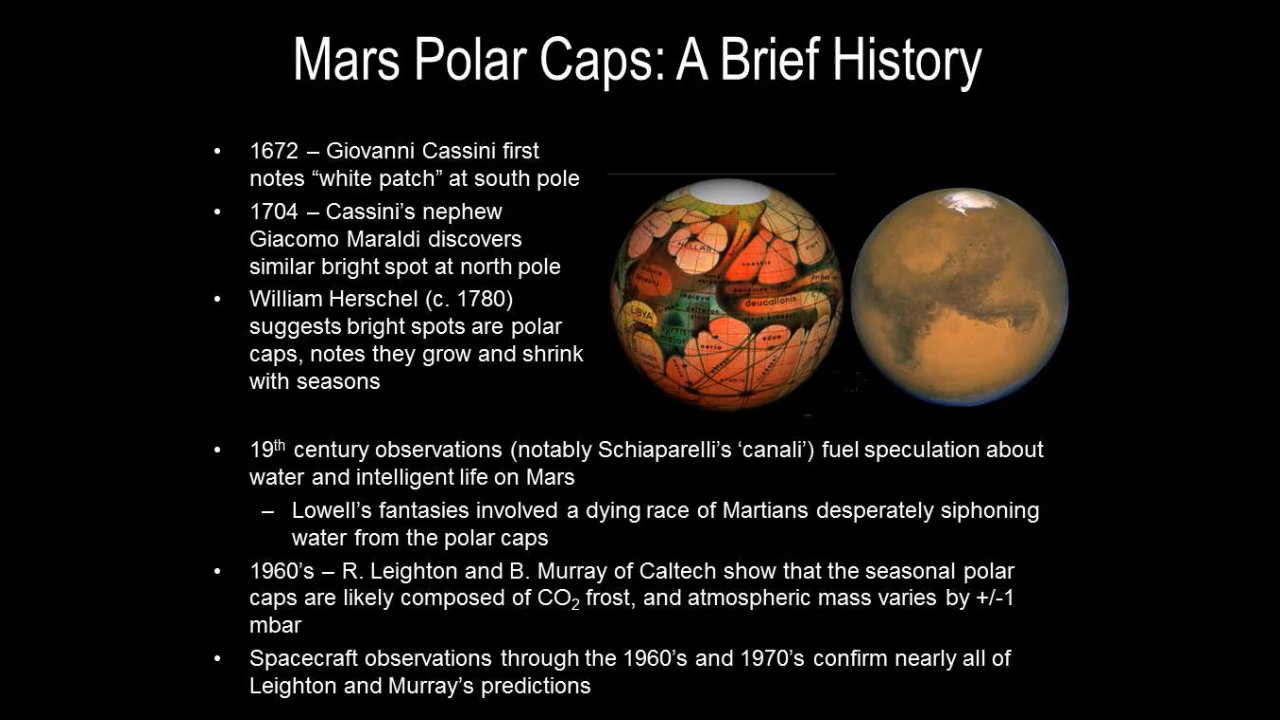 Mars Polar Caps: A Brief History
• 1672 – Giovanni Cassini first
notes “white patch” at south pole
• 1704 – Cassini’s nephew
Giacomo Maraldi discovers
similar bright spot at north pole
• William Herschel (c. 1780)
suggests bright spots are polar
caps, notes they grow and shrink
with seasons
HELLAS
deucalionis
LIBYA
syrtis
major
aeria
edom
• 19th century observations (notably Schiaparelli’s ‘canali’) fuel speculation about
water and intelligent life on Mars
– Lowell’s fantasies involved a dying race of Martians desperately siphoning
water from the polar caps
• 1960’s – R. Leighton and B. Murray of Caltech show that the seasonal polar
caps are likely composed of CO₂ frost, and atmospheric mass varies by +/-1
mbar
• Spacecraft observations through the 1960’s and 1970’s confirm nearly all of
Leighton and Murray’s predictions